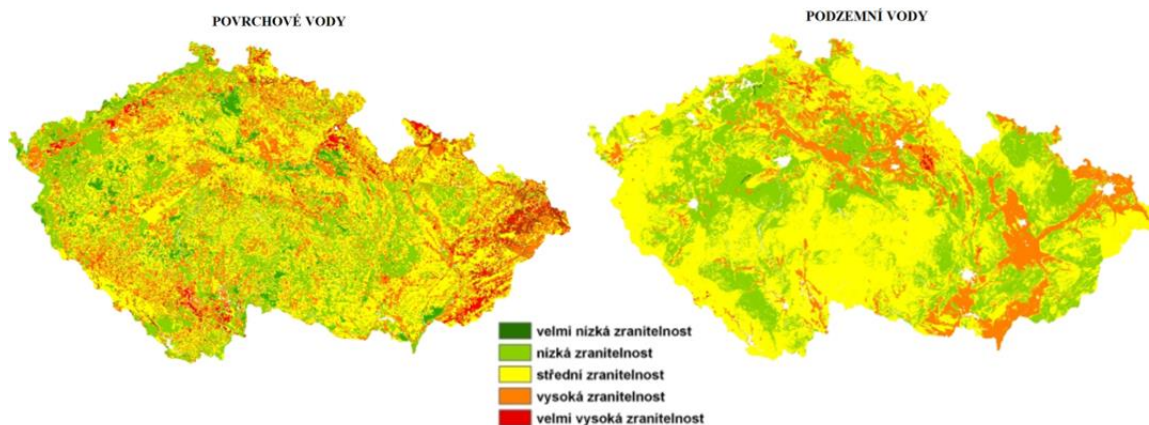 POVRCHOVÉ VODY
PODZEMNÍ VODY
velmi nízká zranitelnost
nízká zranitelnost
střední zranitelnost
vysoká zranitelnost
velmi vysoká zranitelnost